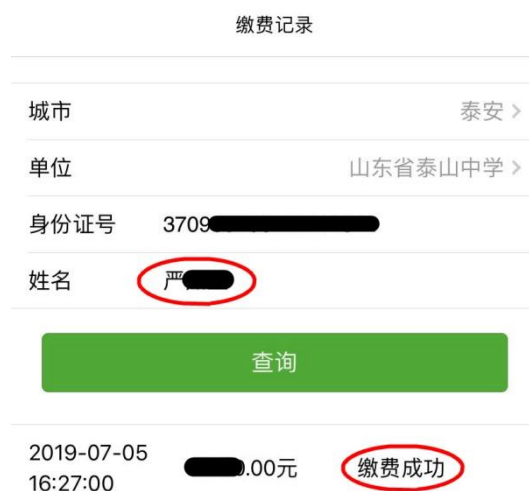 缴费记录
城市 泰安 >
单位 山东省泰山中学 >
身份证号 3709
姓名 严
查询
2019-07-05
16:27:00
.00元 缴费成功